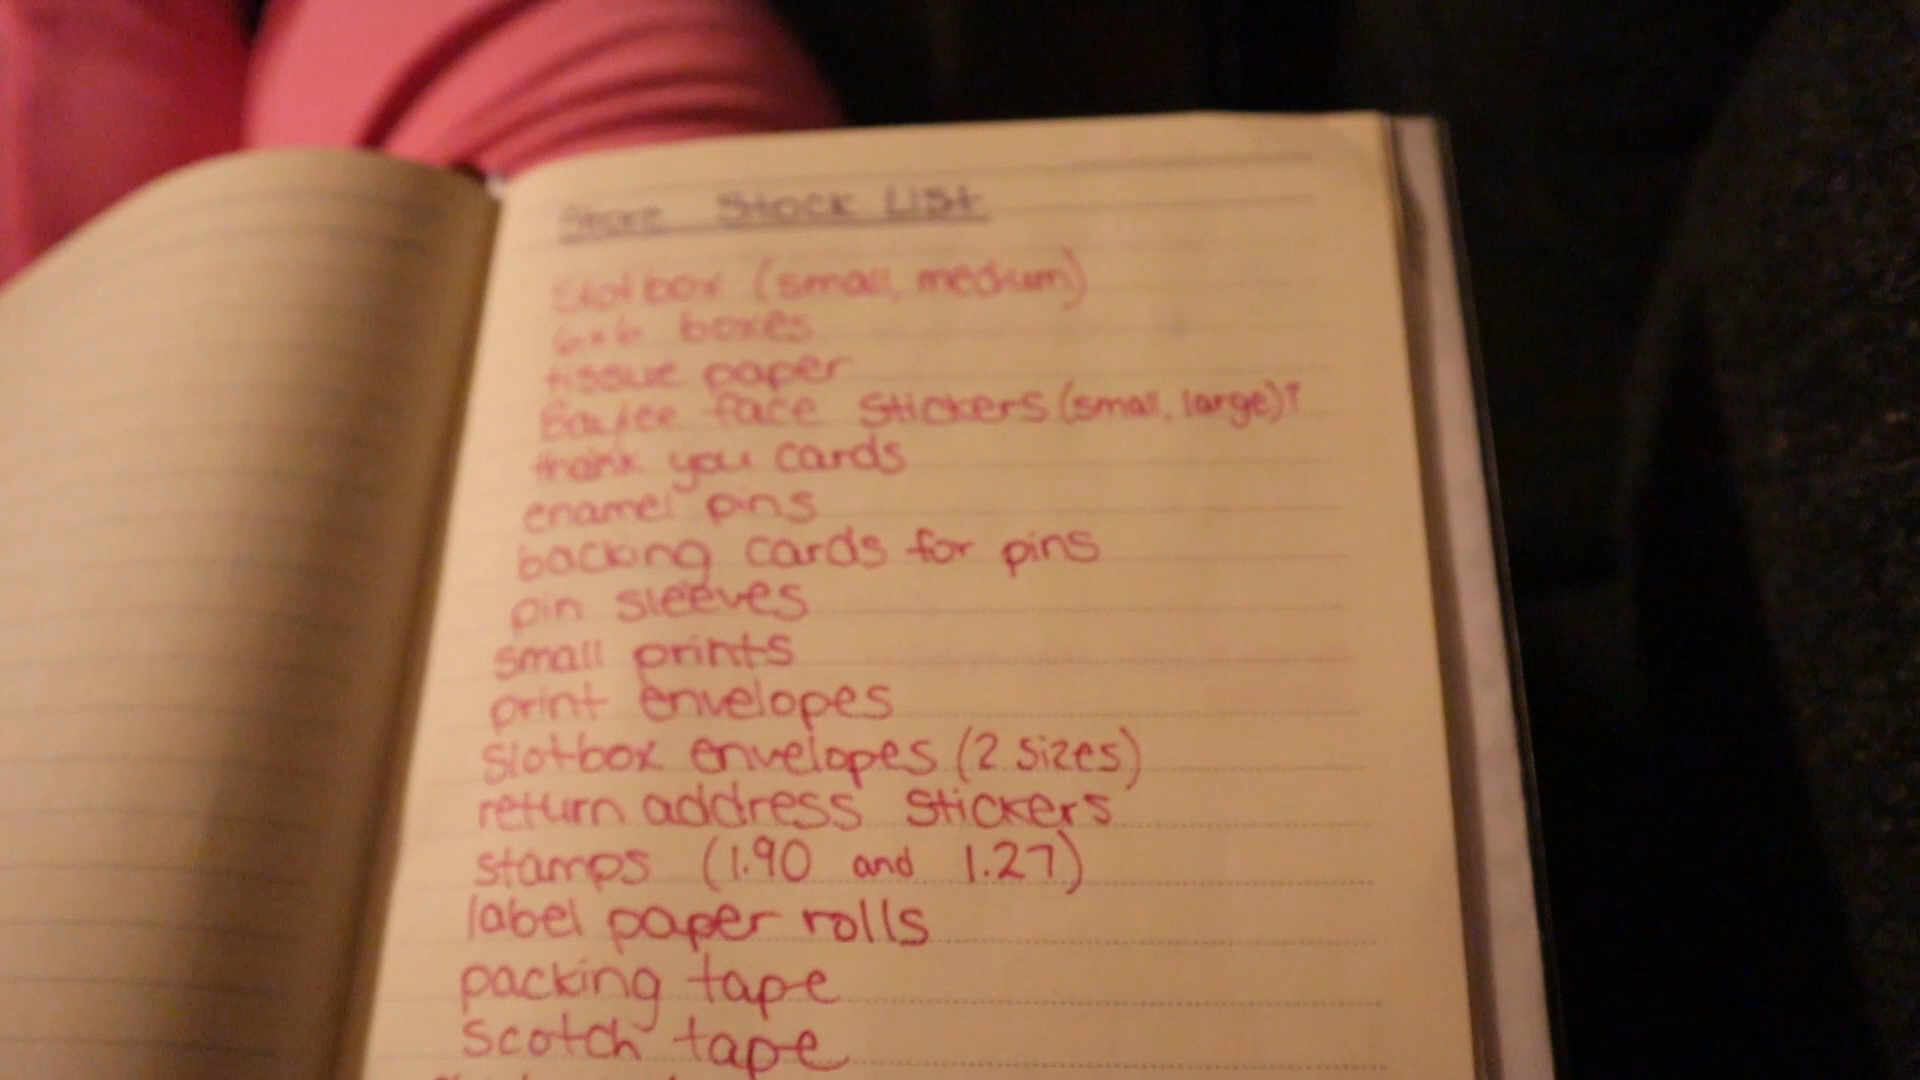 Store Stock List
Slotbox (small, medium)
6x6 boxes
tissue paper
face stickers (small, large)?
thank you cards
enamel pins
backing cards for pins
pin sleeves
small prints
print envelopes
slotbox envelopes (2 sizes)
return address stickers
stamps (1.90 and 1.27)
label paper rolls
packing tape
scotch tape